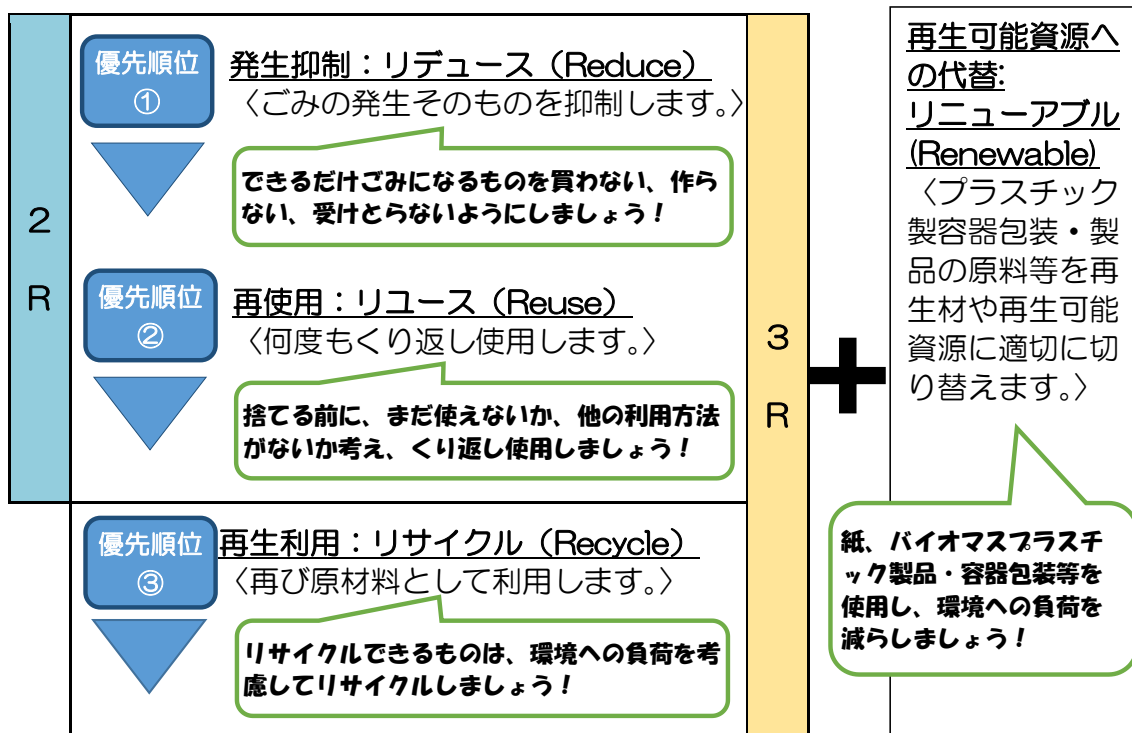 2
R
優先順位
①
発生抑制：リデュース（Reduce）
〈ごみの発生そのものを抑制します。〉
できるだけごみになるものを買わない、作ら
ない、受けとらないようにしましょう！
優先順位
②
再使用：リユース（Reuse）
〈何度もくり返し使用します。〉
捨てる前に、まだ使えないか、他の利用方法
がないか考え、くり返し使用しましょう！
優先順位
③
再生利用：リサイクル（Recycle）
〈再び原材料として利用します。〉
リサイクルできるものは、環境への負荷を考
慮してリサイクルしましょう！
3
R
再生可能資源へ
の代替:
リニューアブル
(Renewable)
〈プラスチック
製容器包装・製
品の原料等を再
生材や再生可能
資源に適切に切
り替えます。〉
紙、バイオマスプラスチ
ック製品・容器包装等を
使用し、環境への負荷を
減らしましょう！